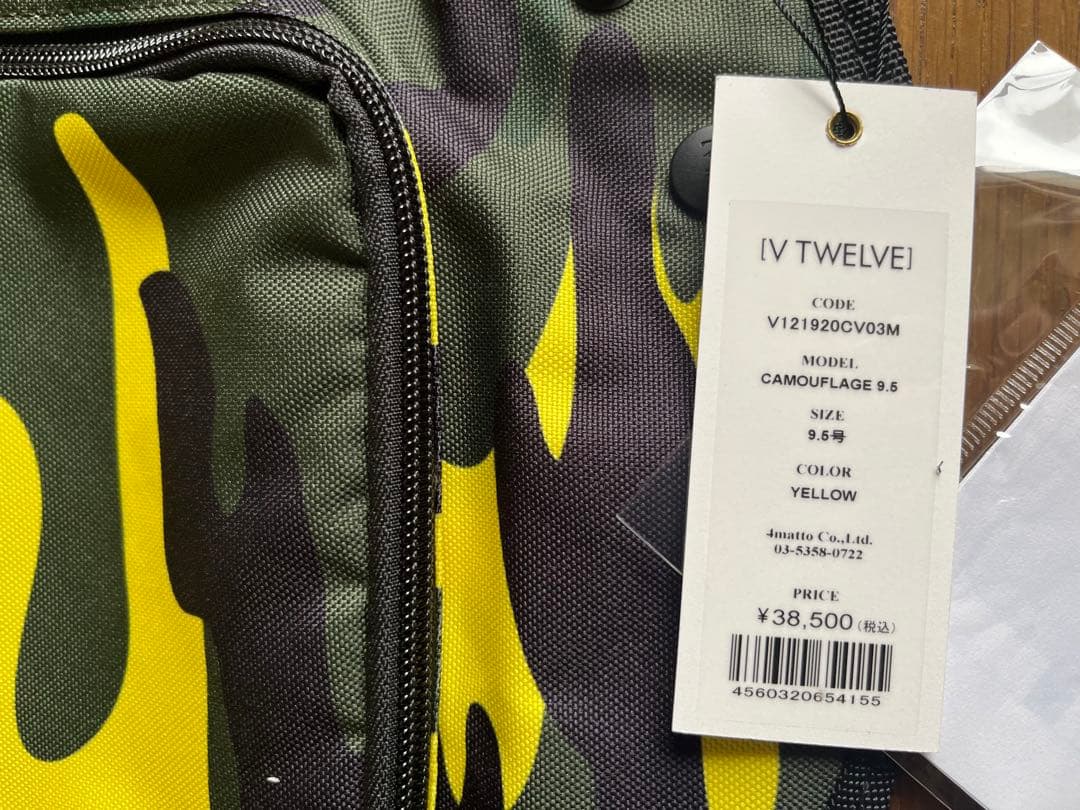 [V TWELVE]
CODE
V121920CV03M
MODEL
CAMOUFLAGE 9.5
SIZE
9.5号
COLOR
YELLOW
4matto Co.,Ltd.
03-5358-0722
PRICE
¥38,500(税込)
4560320654155